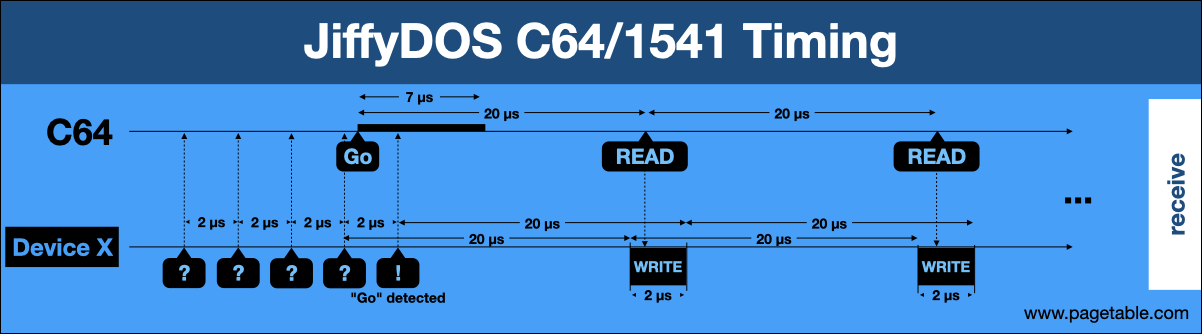 JiffyDOS C64/1541 Timing
7 µs
20 µs 20 µs
C64
Go READ READ
receive
...
2 µs 2 µs 2 µs 2 µs 20 µs 20 µs
Device X
20 µs 20 µs
? ? ? ? ! WRITE WRITE
"Go" detected 2 µs 2 µs
www.pagetable.com